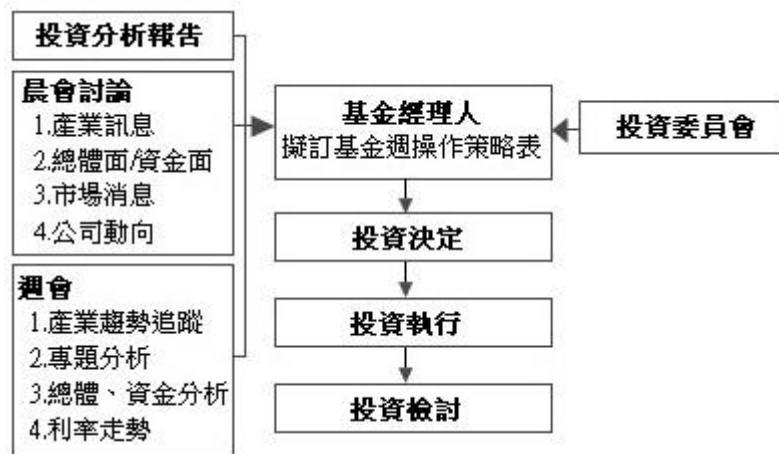 投資分析報告
晨會討論
1.產業訊息
2.總體面/資金面
3.市場消息
4.公司動向
週會
1.產業趨勢追蹤
2.專題分析
3.總體、資金分析
4.利率走勢
基金經理人
擬訂基金週操作策略表
投資委員會
投資決定
投資執行
投資檢討